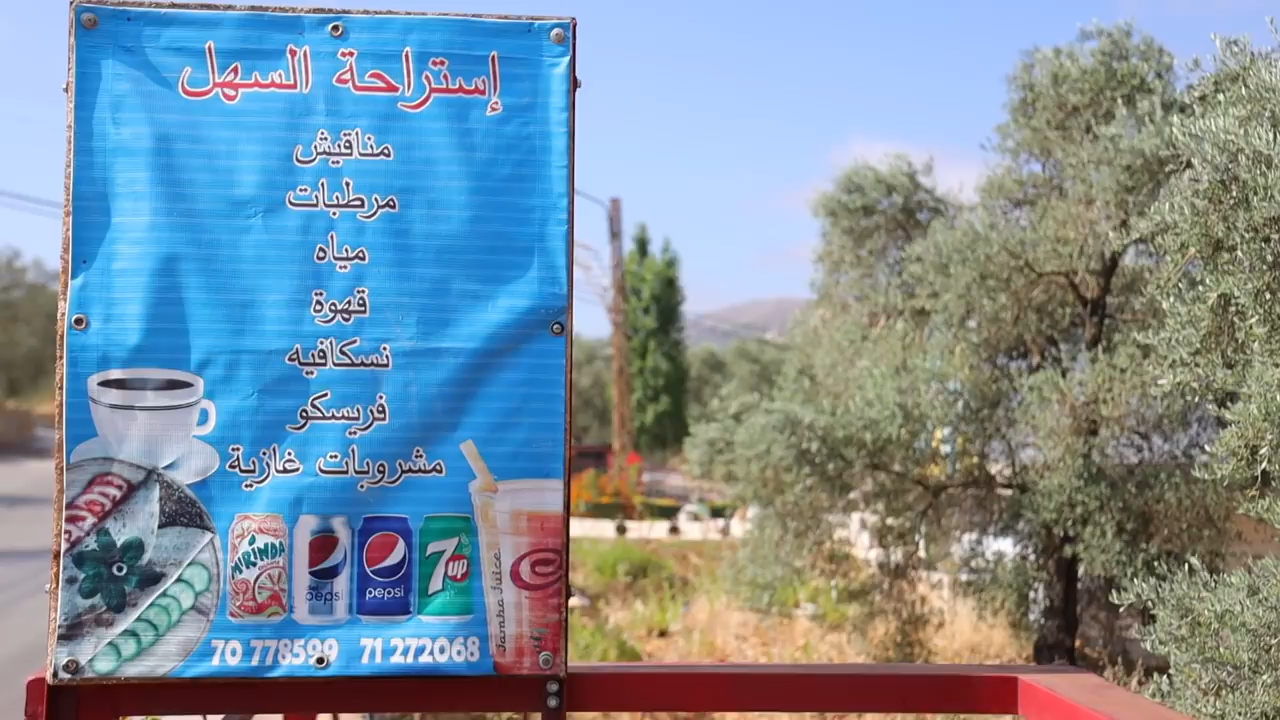 إستراحة السهل
مناقيش
مرطبات
مياه
قهوة
نسكافيه
فريسكو
مشروبات غازية
MIRINDA
pepsi
pepsi
7up
Jamba Juice
70 778599 71 272068